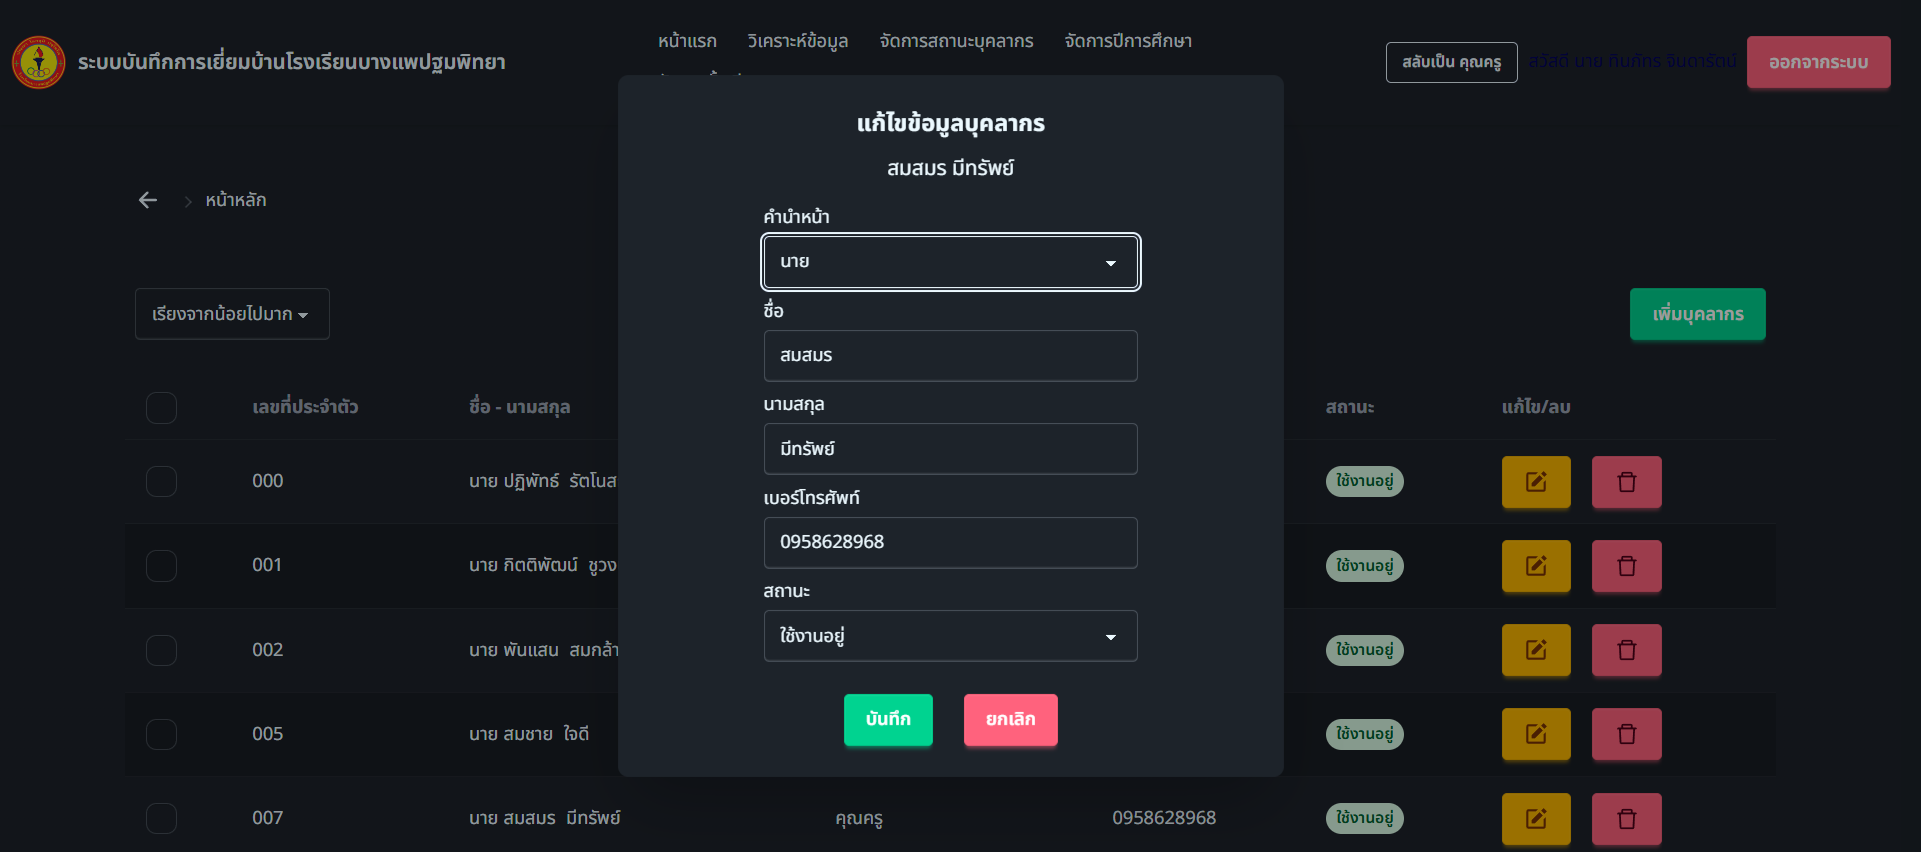 ระบบบันทึกการเยี่ยมบ้านโรงเรียนบางแพปฐมพิทยา
หน้าแรก วิเคราะห์ข้อมูล จัดการสถานะบุคลากร จัดการปีการศึกษา
สลับเป็น คุณครู
สวัสดี นาย ทินภัทร จินดารัตน์
ออกจากระบบ
หน้าหลัก
เรียงจากน้อยไปมาก
เพิ่มบุคลากร
แก้ไขข้อมูลบุคลากร
สมสมร มีทรัพย์
คำนำหน้า
นาย
ชื่อ
สมสมร
นามสกุล
มีทรัพย์
เบอร์โทรศัพท์
0958628968
สถานะ
ใช้งานอยู่
บันทึก ยกเลิก
เลขที่ประจำตัว ชื่อ - นามสกุล สถานะ แก้ไข/ลบ
000 นาย ปฏิพัทธ์ รัตโนส ใช้งานอยู่
001 นาย กิตติพัฒน์ ชูวง ใช้งานอยู่
002 นาย พันแสน สมกล้า ใช้งานอยู่
005 นาย สมชาย ใจดี ใช้งานอยู่
007 นาย สมสมร มีทรัพย์ คุณครู 0958628968 ใช้งานอยู่